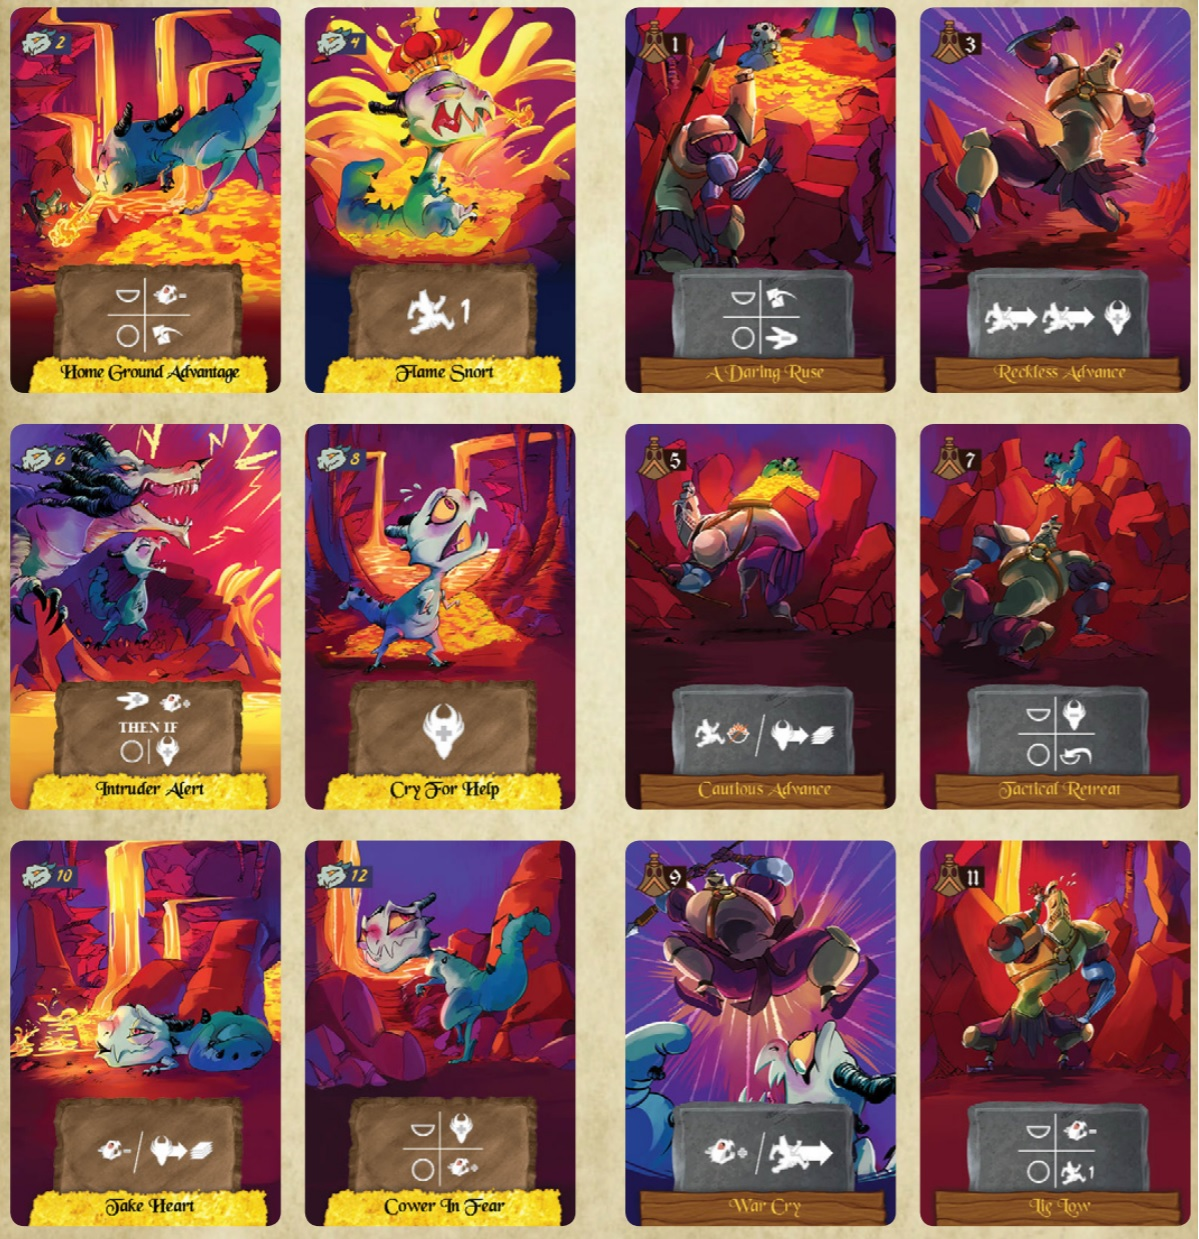 2
Home Ground Advantage
4
1
Flame Snort
1
A Daring Ruse
3
Reckless Advance
6
THEN IF
Intruder Alert
8
Cry For Help
5
Cautious Advance
7
Tactical Retreat
10
Take Heart
12
Cower In Fear
9
War Cry
11
1
Lie Low